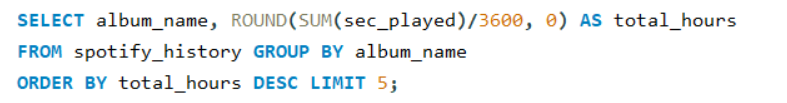 SELECT album_name, ROUND(SUM(sec_played)/3600, 0) AS total_hours
FROM spotify_history GROUP BY album_name
ORDER BY total_hours DESC LIMIT 5;